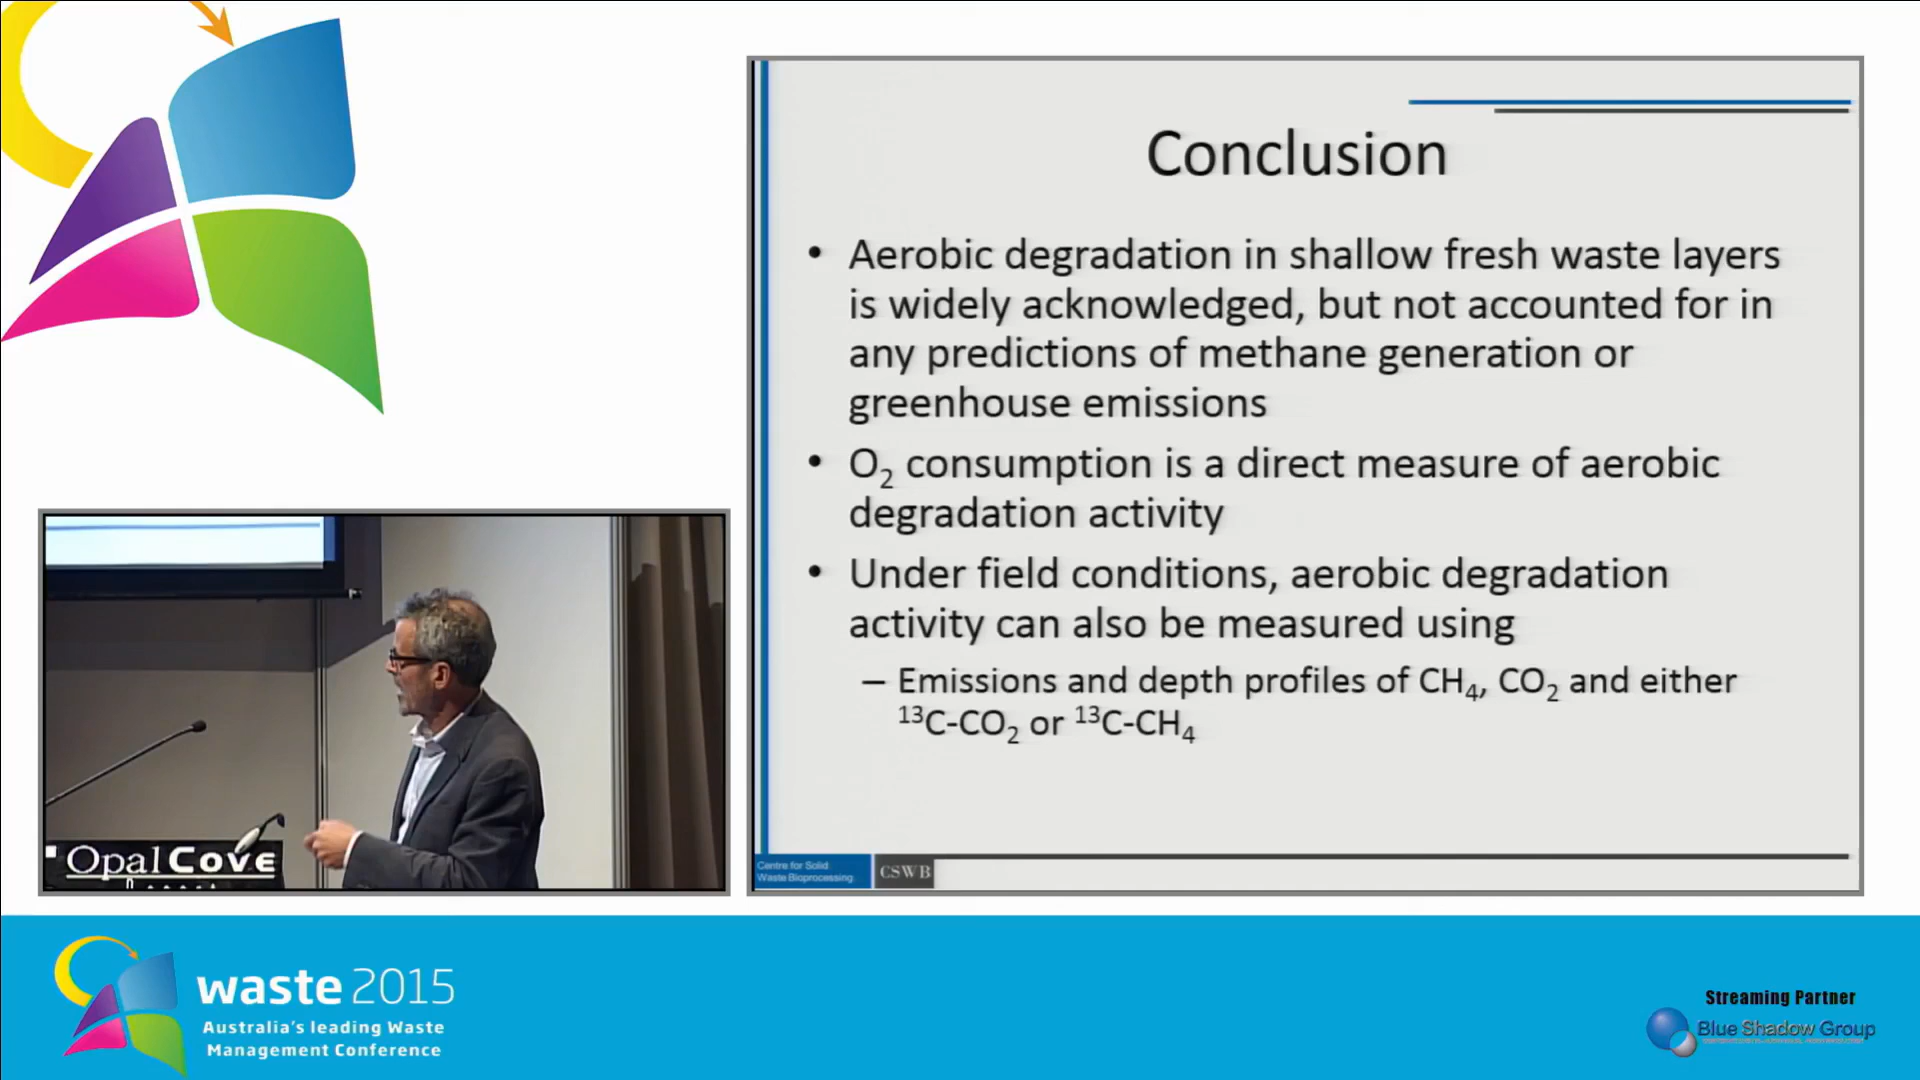 Conclusion
• Aerobic degradation in shallow fresh waste layers
is widely acknowledged, but not accounted for in
any predictions of methane generation or
greenhouse emissions
• O₂ consumption is a direct measure of aerobic
degradation activity
• Under field conditions, aerobic degradation
activity can also be measured using
– Emissions and depth profiles of CH₄, CO₂ and either
¹³C-CO₂ or ¹³C-CH₄
Centre for Solid
Waste Bioprocessing
CSWB
Opal Cove
waste 2015
Australia's leading Waste
Management Conference
Streaming Partner
Blue Shadow Group